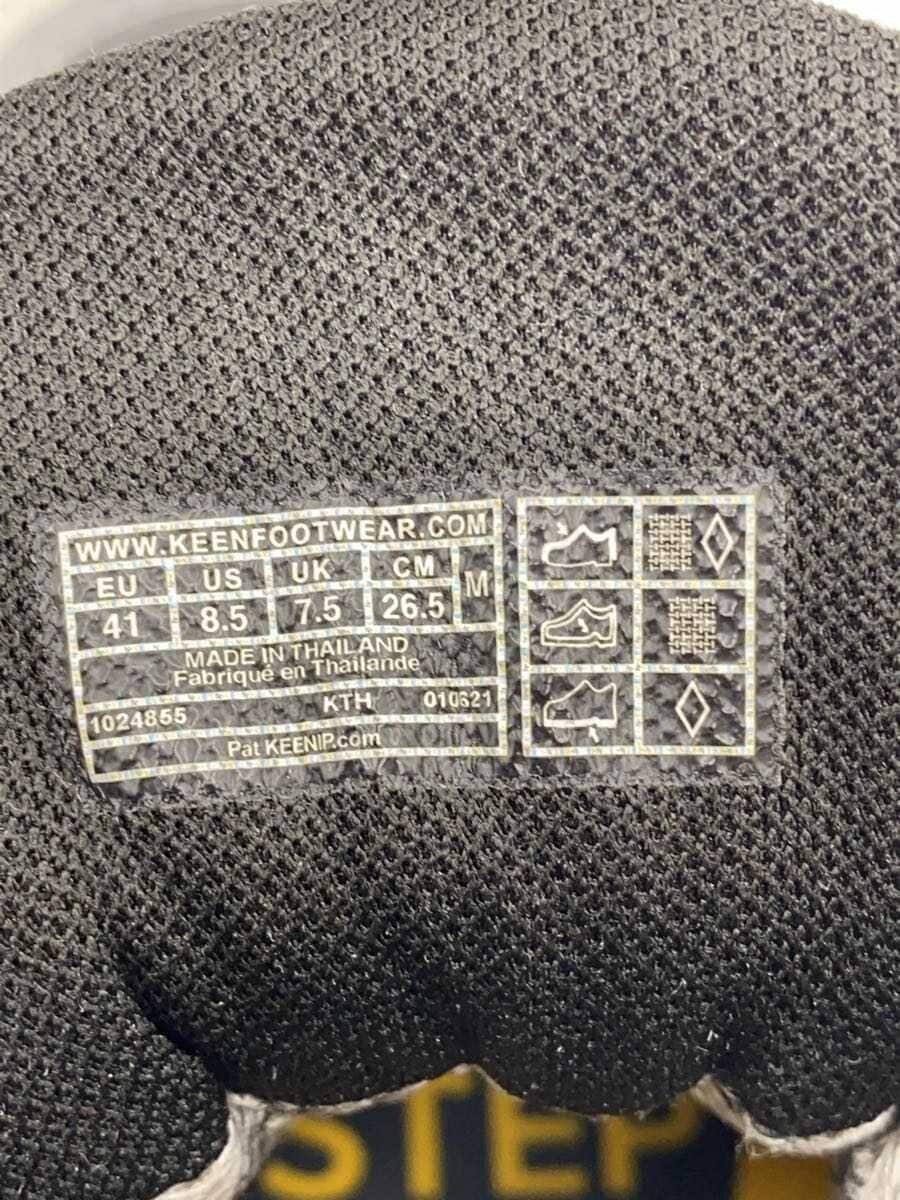 WWW.KEENFOOTWEAR.COM
EU US UK CM M
41 8.5 7.5 26.5
MADE IN THAILAND
Fabriqué en Thaïlande
1024855 KTH 010621
Pat KEENIP.com
STEP